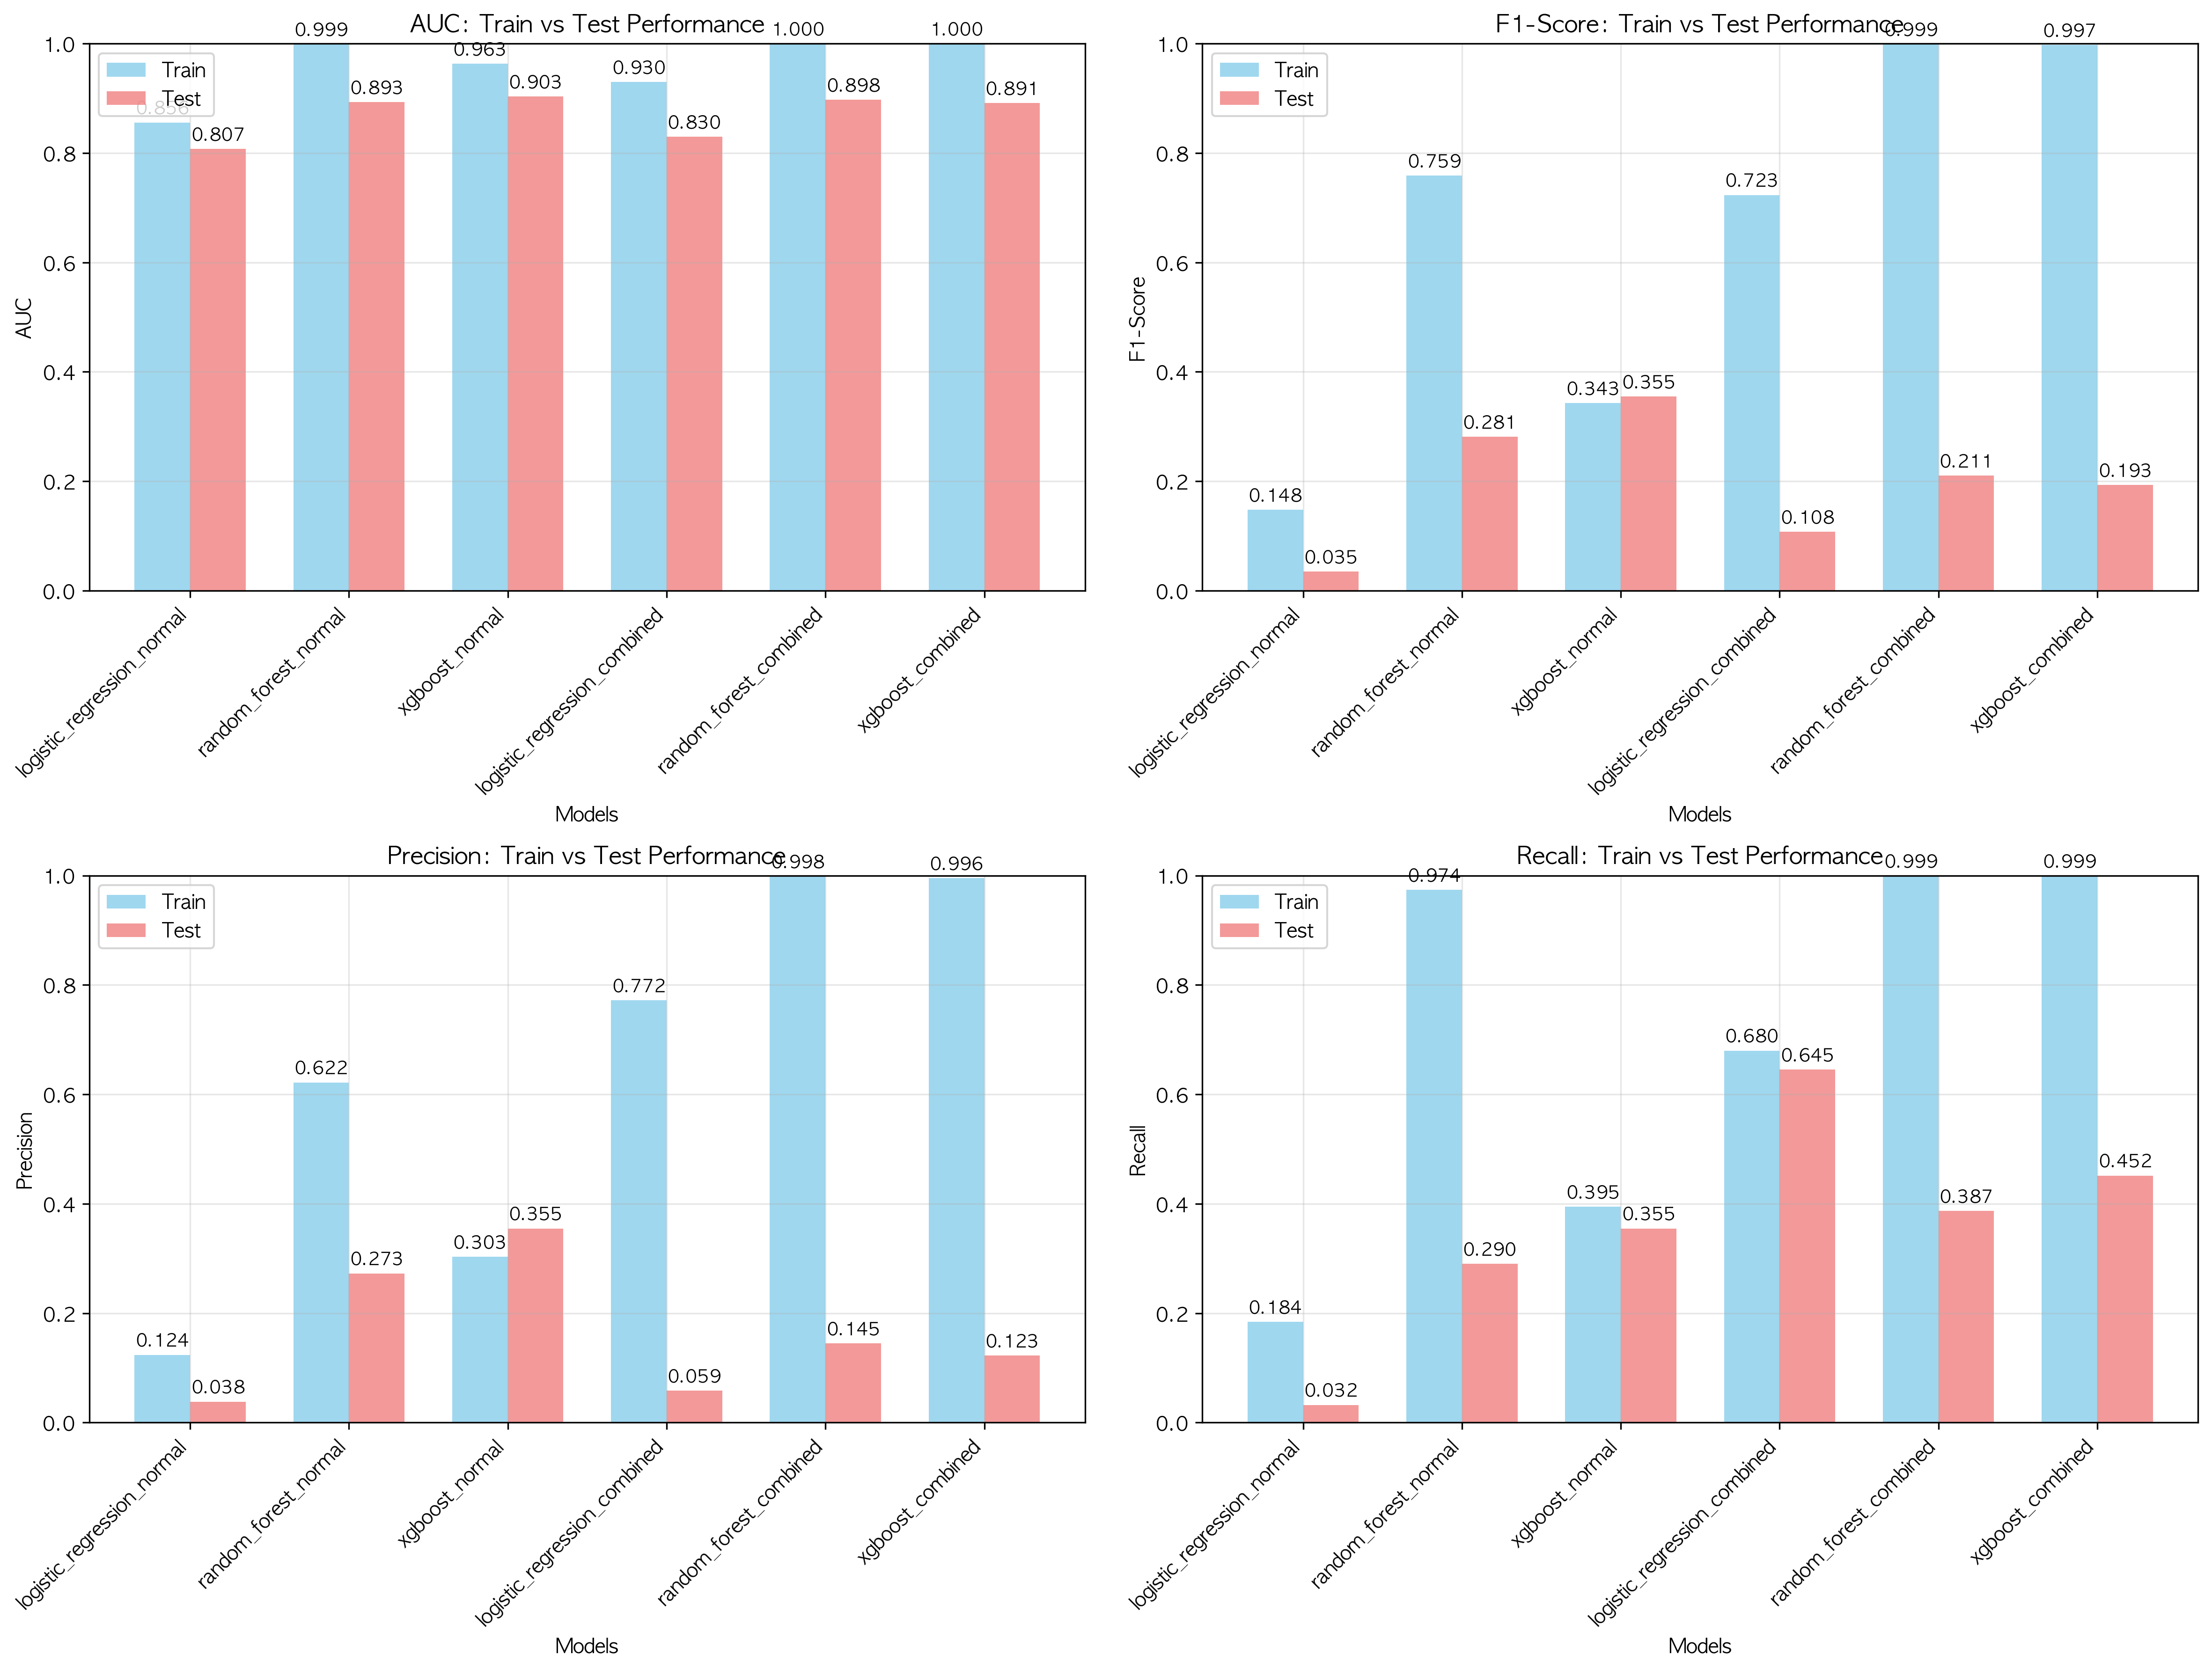 AUC: Train vs Test Performance
AUC
1.0
0.8
0.6
0.4
0.2
0.0
Train
Test
0.856
0.807
0.999
0.893
0.963
0.903
0.930
0.830
1.000
0.898
1.000
0.891
logistic_regression_normal
random_forest_normal
xgboost_normal
logistic_regression_combined
random_forest_combined
xgboost_combined
Models
F1-Score: Train vs Test Performance
F1-Score
1.0
0.8
0.6
0.4
0.2
0.0
Train
Test
0.148
0.035
0.759
0.281
0.343
0.355
0.723
0.108
0.999
0.211
0.997
0.193
logistic_regression_normal
random_forest_normal
xgboost_normal
logistic_regression_combined
random_forest_combined
xgboost_combined
Models
Precision: Train vs Test Performance
Precision
1.0
0.8
0.6
0.4
0.2
0.0
Train
Test
0.124
0.038
0.622
0.273
0.303
0.355
0.772
0.059
0.998
0.145
0.996
0.123
logistic_regression_normal
random_forest_normal
xgboost_normal
logistic_regression_combined
random_forest_combined
xgboost_combined
Models
Recall: Train vs Test Performance
Recall
1.0
0.8
0.6
0.4
0.2
0.0
Train
Test
0.184
0.032
0.974
0.290
0.395
0.355
0.680
0.645
0.999
0.387
0.999
0.452
logistic_regression_normal
random_forest_normal
xgboost_normal
logistic_regression_combined
random_forest_combined
xgboost_combined
Models